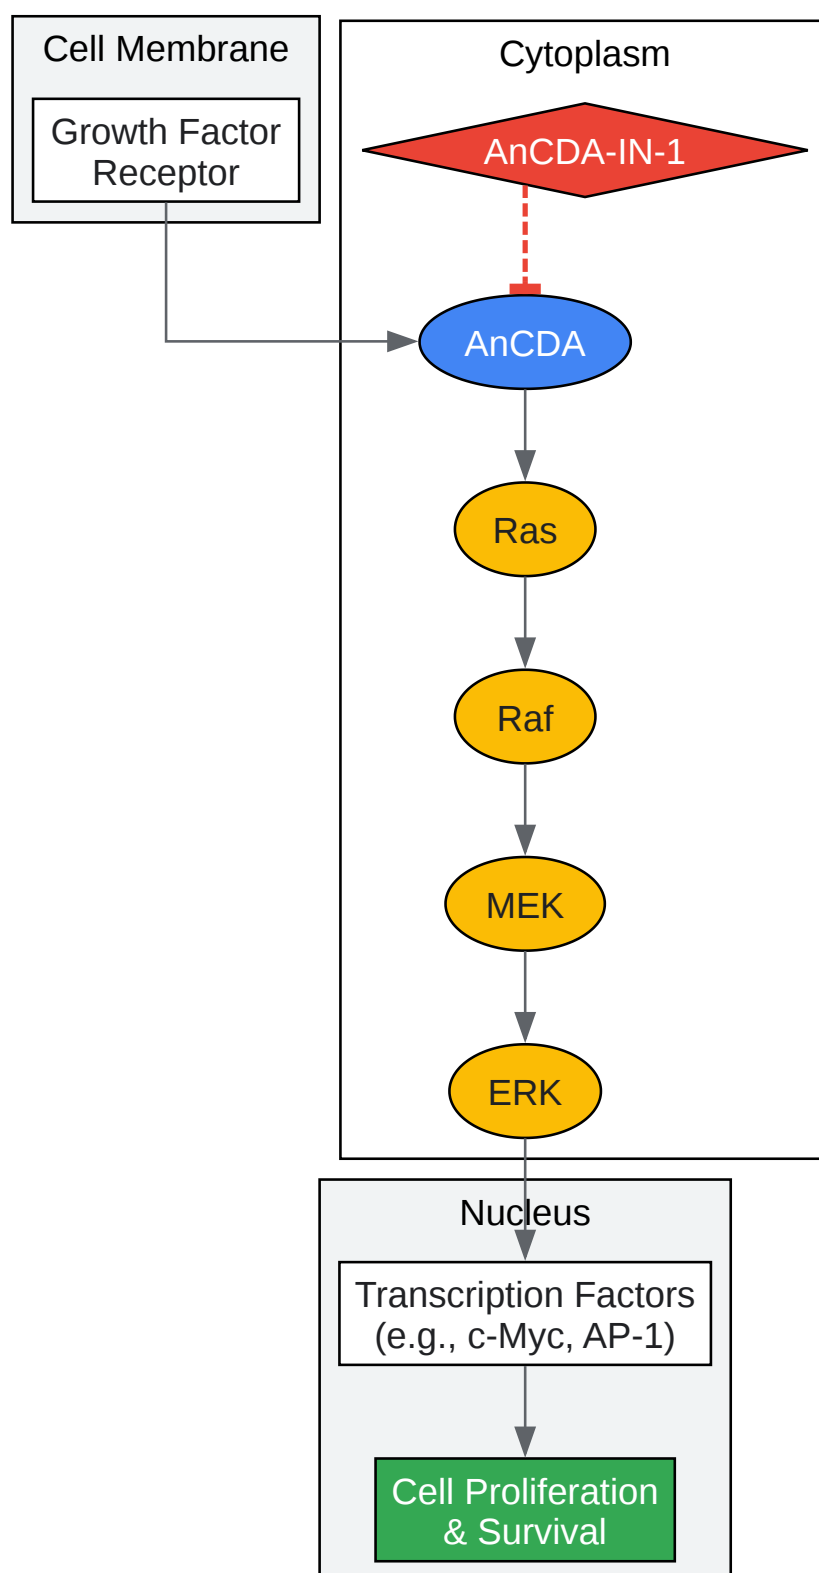 Cell Membrane
Growth Factor
Receptor
Cytoplasm
AnCDA-IN-1
AnCDA
Ras
Raf
MEK
ERK
Nucleus
Transcription Factors
(e.g., c-Myc, AP-1)
Cell Proliferation
& Survival